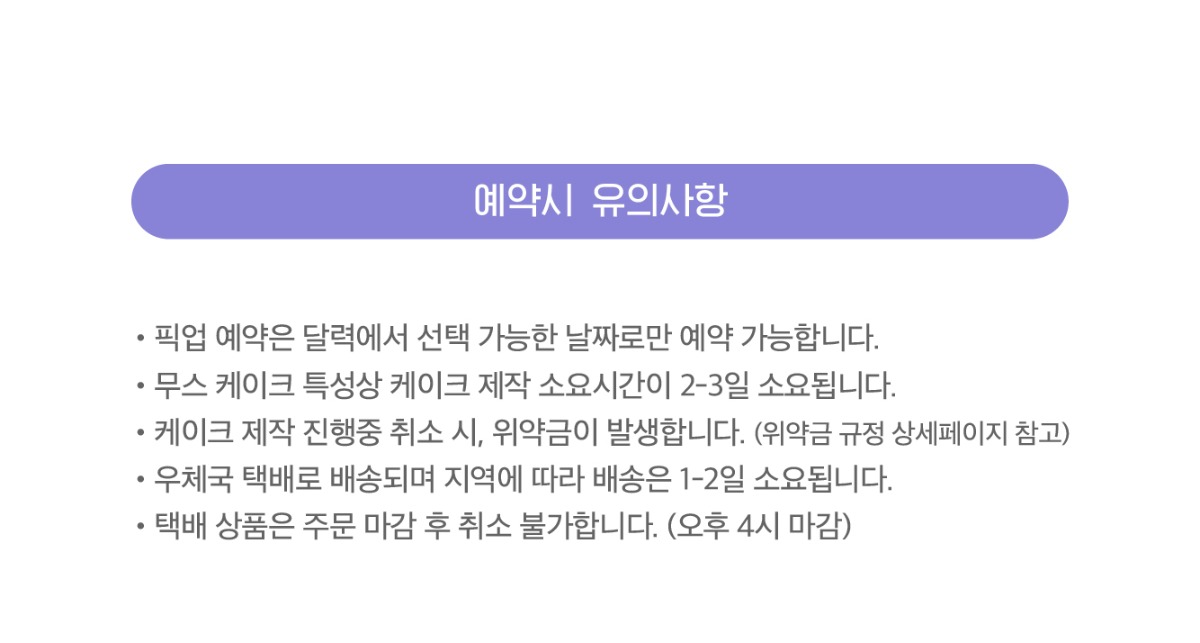 예약시 유의사항
• 픽업 예약은 달력에서 선택 가능한 날짜로만 예약 가능합니다.
• 무스 케이크 특성상 케이크 제작 소요시간이 2-3일 소요됩니다.
• 케이크 제작 진행중 취소 시, 위약금이 발생합니다. (위약금 규정 상세페이지 참고)
• 우체국 택배로 배송되며 지역에 따라 배송은 1-2일 소요됩니다.
• 택배 상품은 주문 마감 후 취소 불가합니다. (오후 4시 마감)